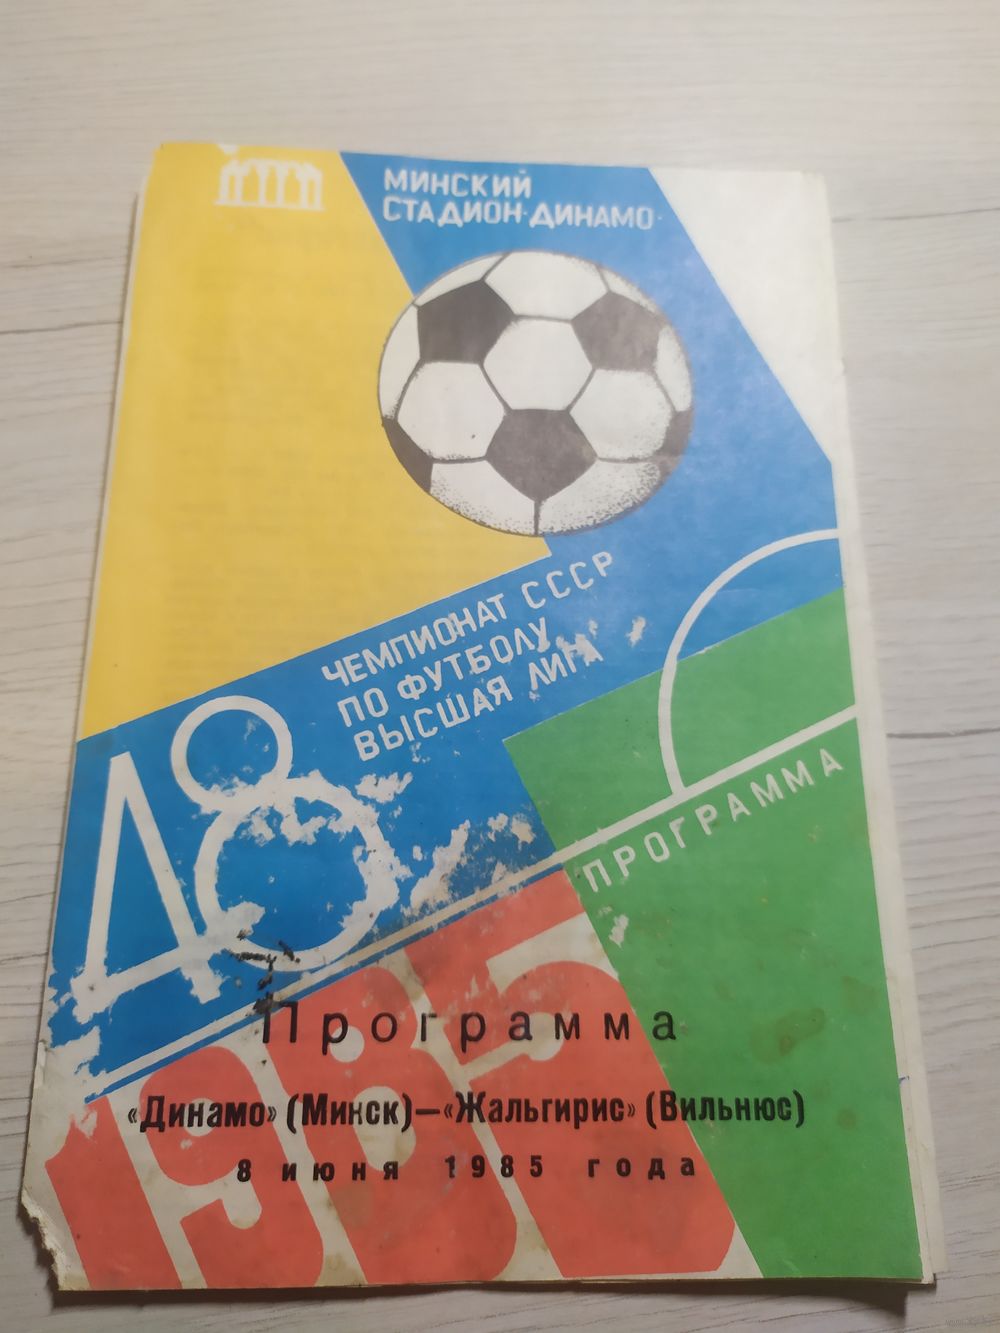 МИНСКИЙ
СТАДИОН·ДИНАМО·
ЧЕМПИОНАТ СССР
ПО ФУТБОЛУ
ВЫСШАЯ ЛИГА
48
ПРОГРАММА
1985
Программа
«Динамо» (Минск)—«Жальгирис» (Вильнюс)
8 июня 1985 года